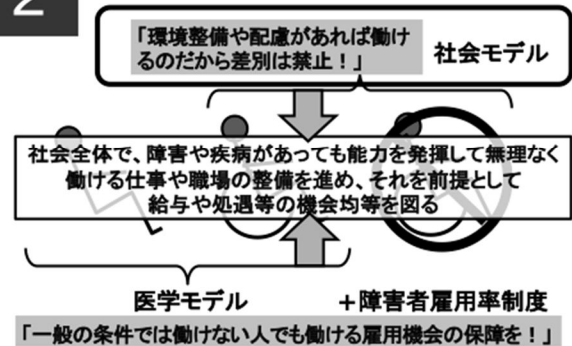 2
「環境整備や配慮があれば働け
るのだから差別は禁止！」
社会モデル
社会全体で、障害や疾病があっても能力を発揮して無理なく
働ける仕事や職場の整備を進め、それを前提として
給与や処遇等の機会均等を図る
医学モデル
＋障害者雇用率制度
「一般の条件では働けない人でも働ける雇用機会の保障を！」